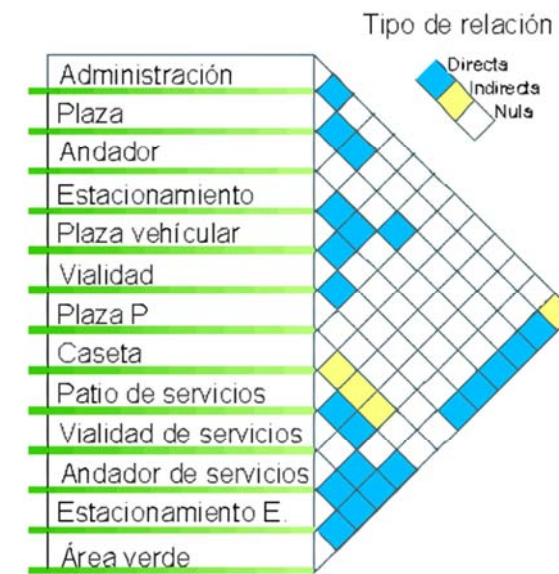 Tipo de relación
Directa
Indirecta
Nula
Administración
Plaza
Andador
Estacionamiento
Plaza vehícular
Vialidad
Plaza P
Caseta
Patio de servicios
Vialidad de servicios
Andador de servicios
Estacionamiento E.
Área verde